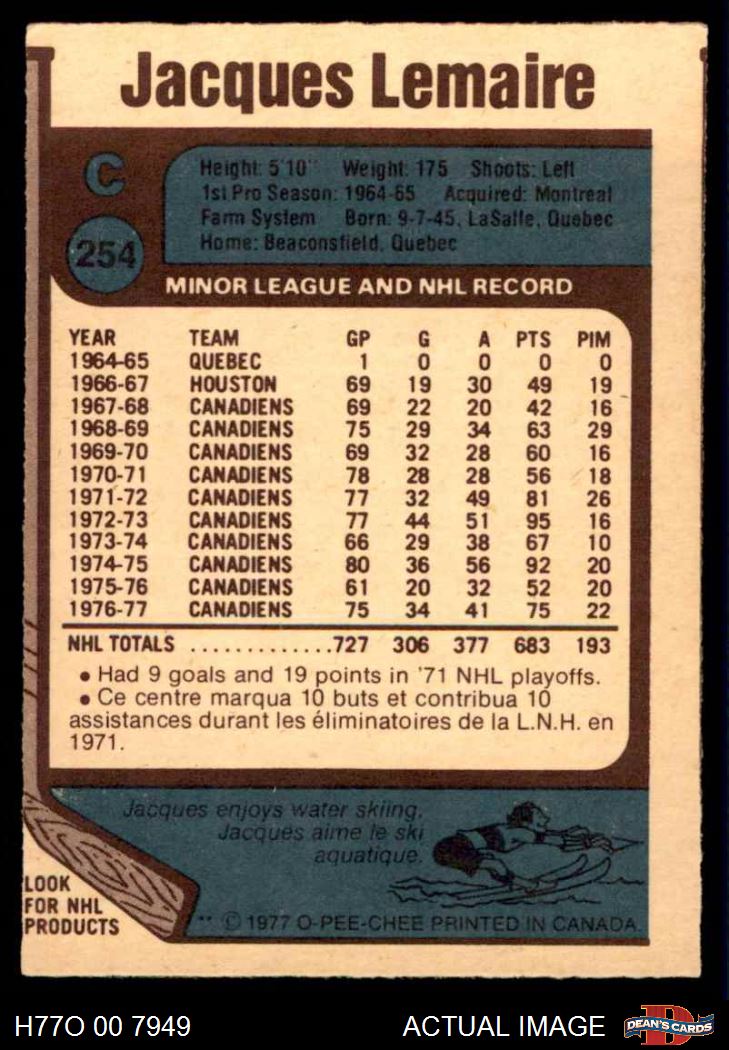 Jacques Lemaire
C
254
Height: 5'10" Weight: 175 Shoots: Left
1st Pro Season: 1964-65 Acquired: Montreal
Farm System Born: 9-7-45, LaSalle, Quebec
Home: Beaconsfield, Quebec
MINOR LEAGUE AND NHL RECORD
YEAR TEAM GP G A PTS PIM
1964-65 QUEBEC 1 0 0 0 0
1966-67 HOUSTON 69 19 30 49 19
1967-68 CANADIENS 69 22 20 42 16
1968-69 CANADIENS 75 29 34 63 29
1969-70 CANADIENS 69 32 28 60 16
1970-71 CANADIENS 78 28 28 56 18
1971-72 CANADIENS 77 32 49 81 26
1972-73 CANADIENS 77 44 51 95 16
1973-74 CANADIENS 66 29 38 67 10
1974-75 CANADIENS 80 36 56 92 20
1975-76 CANADIENS 61 20 32 52 20
1976-77 CANADIENS 75 34 41 75 22
NHL TOTALS .............727 306 377 683 193
• Had 9 goals and 19 points in '71 NHL playoffs.
• Ce centre marqua 10 buts et contribua 10
assistances durant les éliminatoires de la L.N.H. en
1971.
Jacques enjoys water skiing.
Jacques aime le ski
aquatique.
LOOK
FOR NHL
PRODUCTS
** © 1977 O-PEE-CHEE PRINTED IN CANADA.
H77O 00 7949 ACTUAL IMAGE
D
DEAN'S CARDS